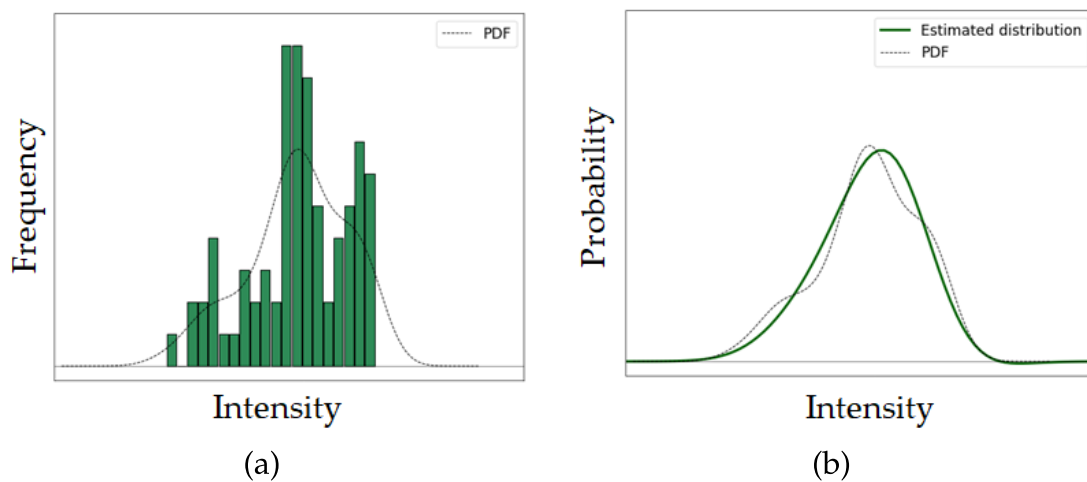 PDF
Frequency
Intensity
(a)
Estimated distribution
PDF
Probability
Intensity
(b)